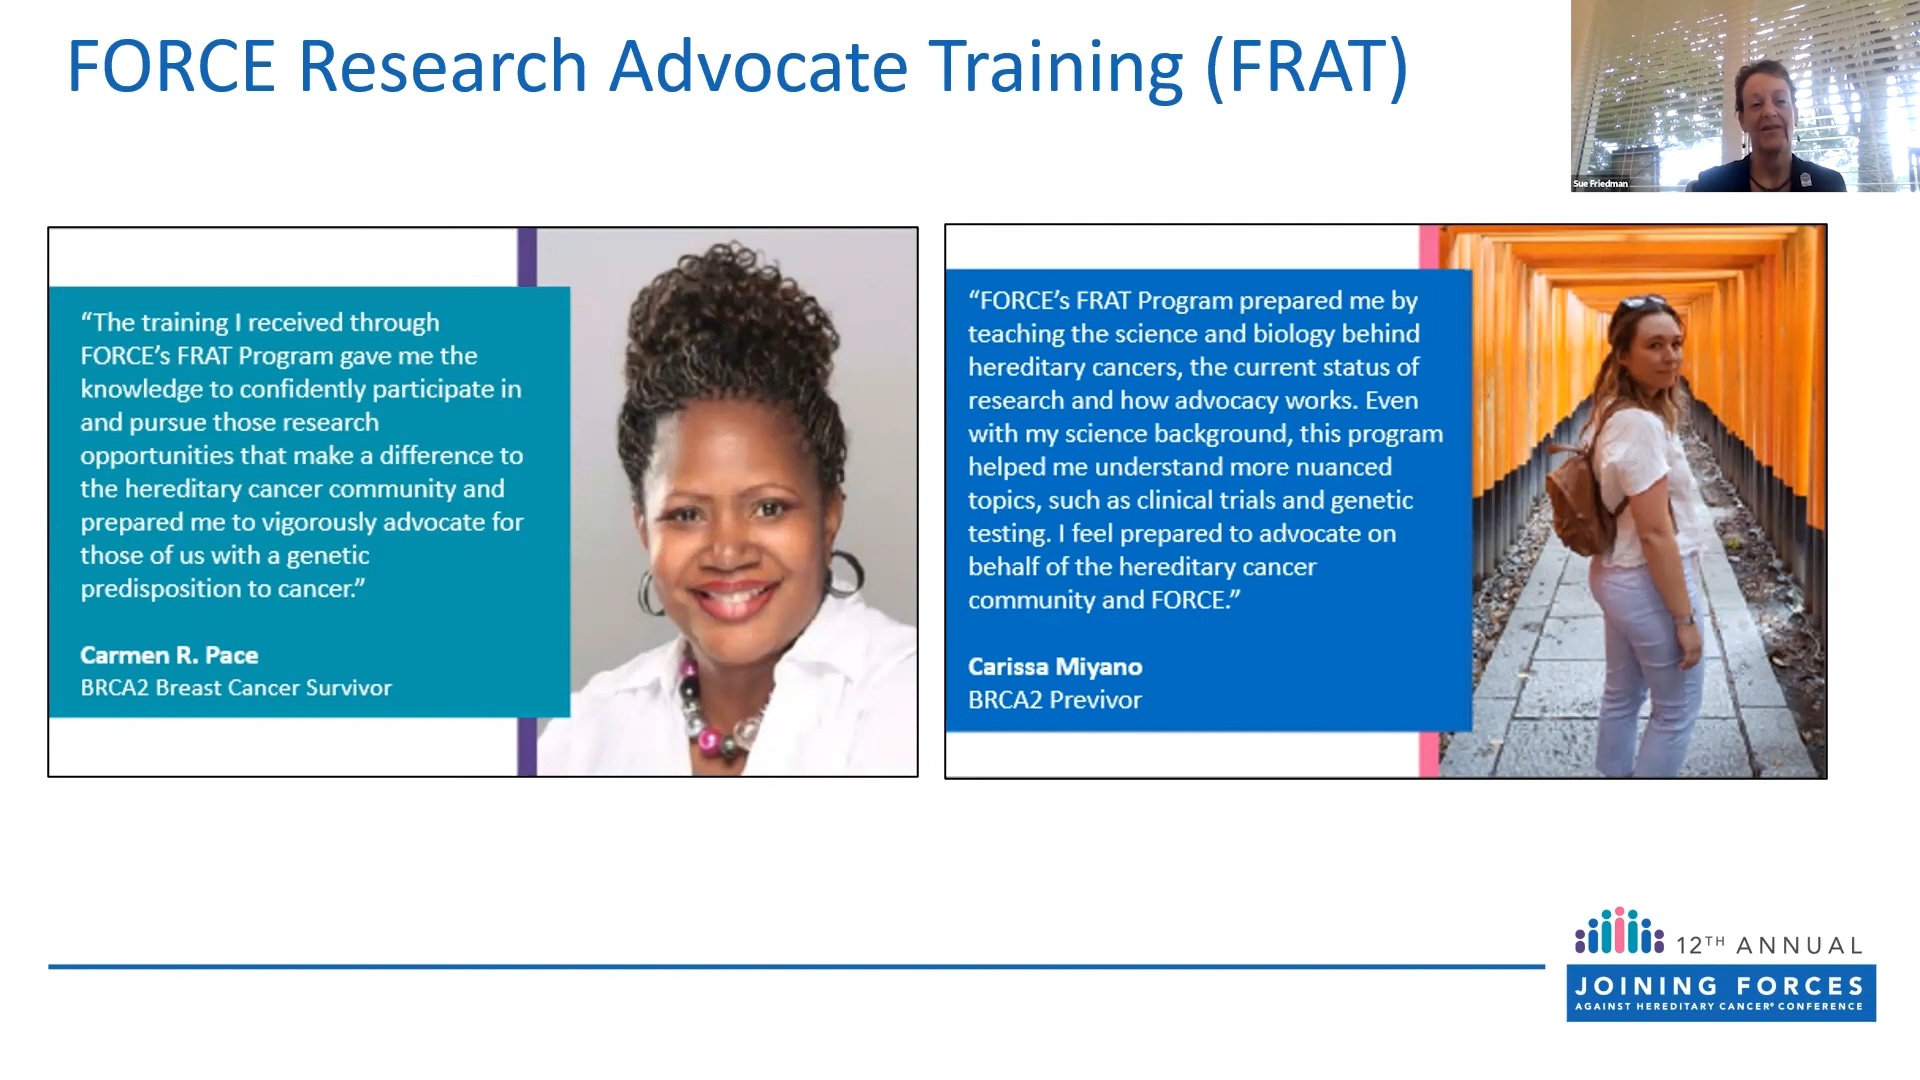 FORCE Research Advocate Training (FRAT)
Sue Friedman
“The training I received through
FORCE’s FRAT Program gave me the
knowledge to confidently participate in
and pursue those research
opportunities that make a difference to
the hereditary cancer community and
prepared me to vigorously advocate for
those of us with a genetic
predisposition to cancer.”
Carmen R. Pace
BRCA2 Breast Cancer Survivor
“FORCE’s FRAT Program prepared me by
teaching the science and biology behind
hereditary cancers, the current status of
research and how advocacy works. Even
with my science background, this program
helped me understand more nuanced
topics, such as clinical trials and genetic
testing. I feel prepared to advocate on
behalf of the hereditary cancer
community and FORCE.”
Carissa Miyano
BRCA2 Previvor
12TH ANNUAL
JOINING FORCES
AGAINST HEREDITARY CANCER® CONFERENCE